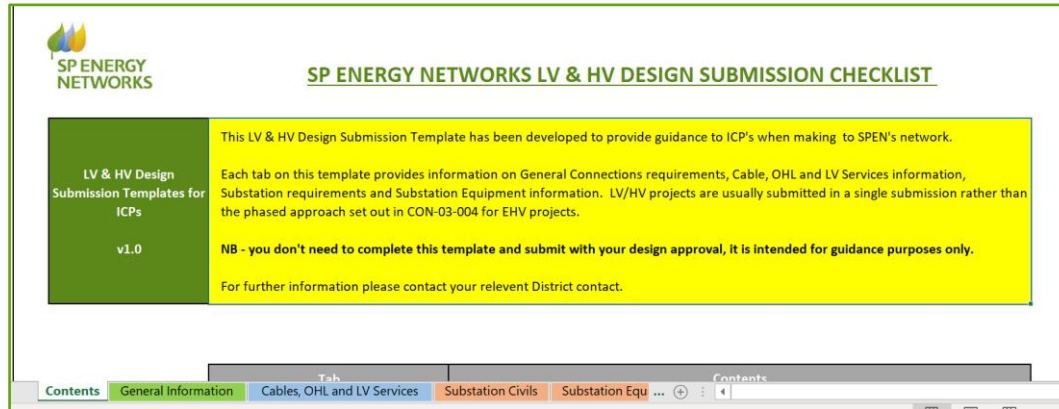 SP ENERGY
NETWORKS
SP ENERGY NETWORKS LV & HV DESIGN SUBMISSION CHECKLIST
LV & HV Design
Submission Templates for
ICPs
v1.0
This LV & HV Design Submission Template has been developed to provide guidance to ICP's when making to SPEN's network.
Each tab on this template provides information on General Connections requirements, Cable, OHL and LV Services information,
Substation requirements and Substation Equipment information. LV/HV projects are usually submitted in a single submission rather than
the phased approach set out in CON-03-004 for EHV projects.
NB - you don't need to complete this template and submit with your design approval, it is intended for guidance purposes only.
For further information please contact your relevent District contact.
Tab Contents
Contents General Information Cables, OHL and LV Services Substation Civils Substation Equ ...